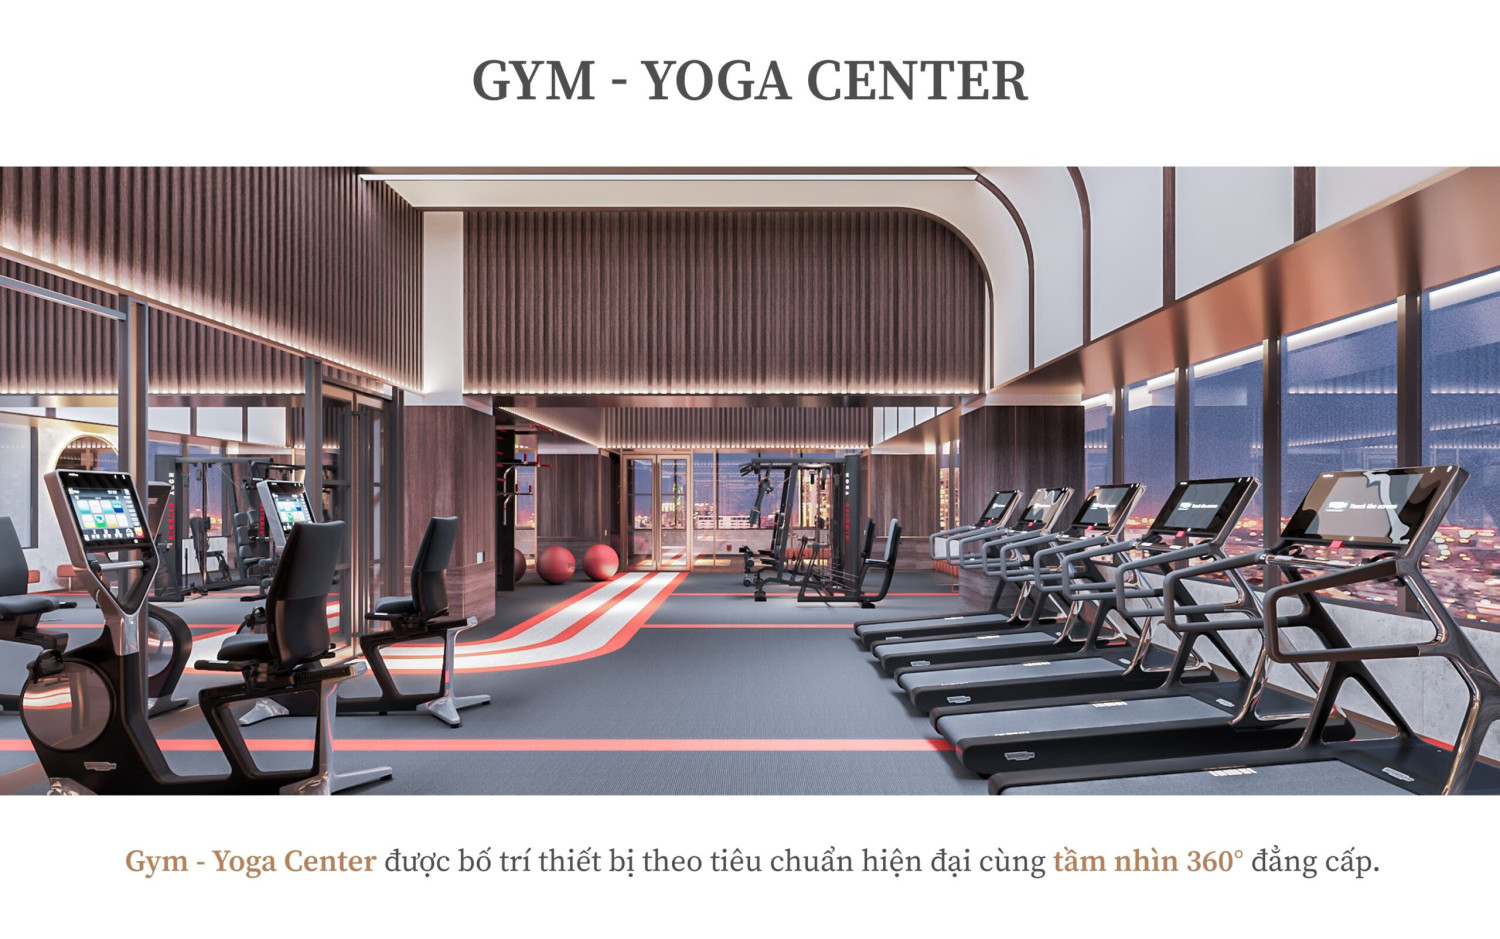 GYM - YOGA CENTER
Gym - Yoga Center được bố trí thiết bị theo tiêu chuẩn hiện đại cùng tầm nhìn 360° đẳng cấp.